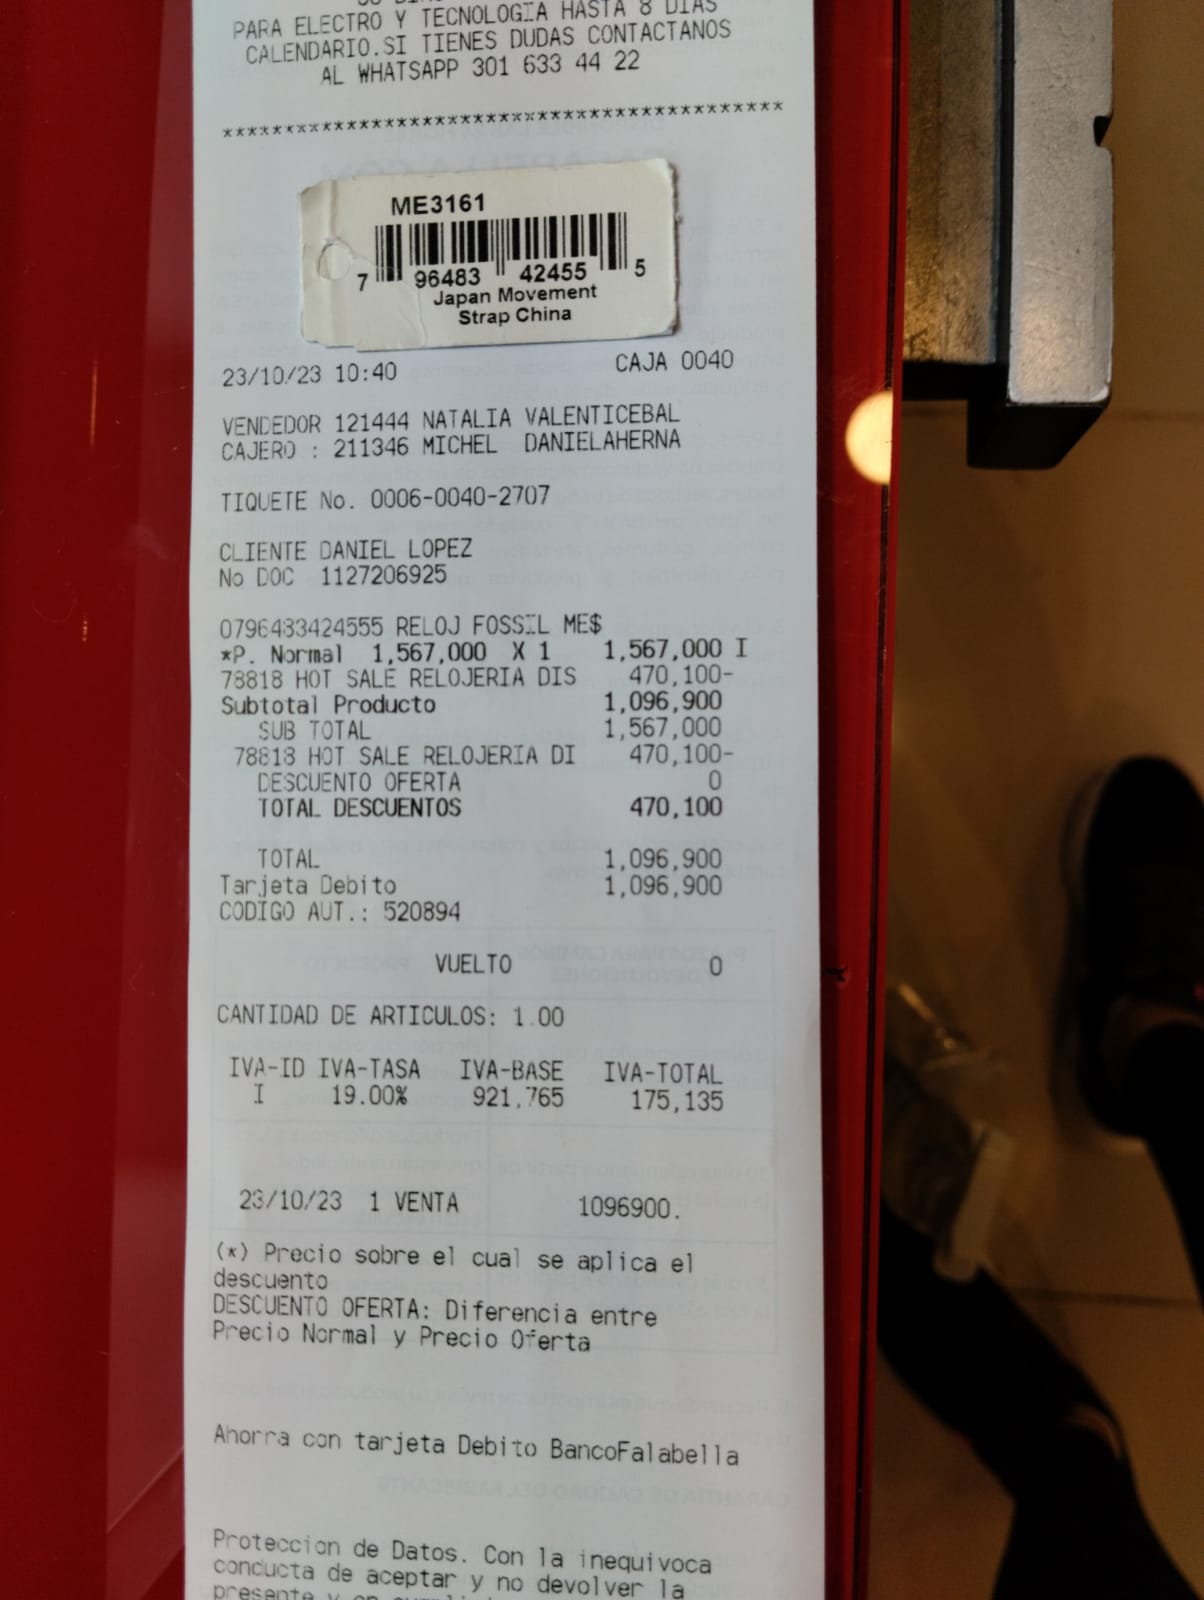 PARA ELECTRO Y TECNOLOGIA HASTA 8 DIAS
CALENDARIO.SI TIENES DUDAS CONTACTANOS
AL WHATSAPP 301 633 44 22
********************************************
ME3161
7 96483 42455 5
Japan Movement
Strap China
23/10/23 10:40 CAJA 0040
VENDEDOR 121444 NATALIA VALENTICEBAL
CAJERO : 211346 MICHEL DANIELAHERNA
TIQUETE No. 0006-0040-2707
CLIENTE DANIEL LOPEZ
No DOC 1127206925
0796483424555 RELOJ FOSSIL ME$
*P. Normal 1,567,000 X 1 1,567,000 I
78818 HOT SALE RELOJERIA DIS 470,100-
Subtotal Producto 1,096,900
SUB TOTAL 1,567,000
78818 HOT SALE RELOJERIA DI 470,100-
DESCUENTO OFERTA 0
TOTAL DESCUENTOS 470,100
TOTAL 1,096,900
Tarjeta Debito 1,096,900
CODIGO AUT.: 520894
VUELTO 0
CANTIDAD DE ARTICULOS: 1.00
IVA-ID IVA-TASA IVA-BASE IVA-TOTAL
I 19.00% 921,765 175,135
23/10/23 1 VENTA 1096900.
(*) Precio sobre el cual se aplica el
descuento
DESCUENTO OFERTA: Diferencia entre
Precio Normal y Precio Oferta
Ahorra con tarjeta Debito BancoFalabella
Proteccion de Datos. Con la inequivoca
conducta de aceptar y no devolver la
presente y en